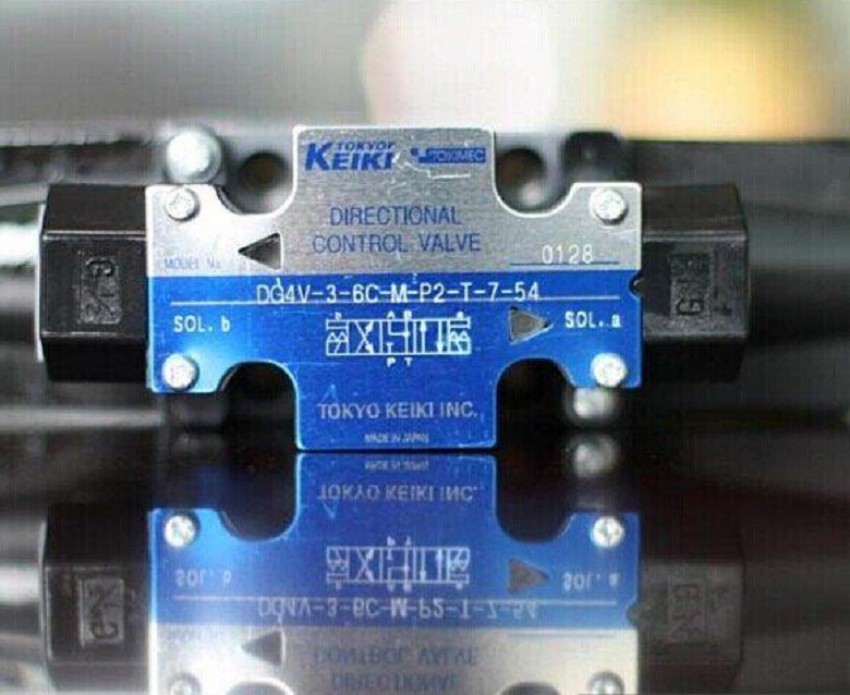 TOKYO
KEIKI TOKIMEC
DIRECTIONAL
CONTROL VALVE
MODEL No. 0128
DG4V-3-6C-M-P2-T-7-54
SOL. b SOL. a
A B
P T
TOKYO KEIKI INC.
MADE IN JAPAN